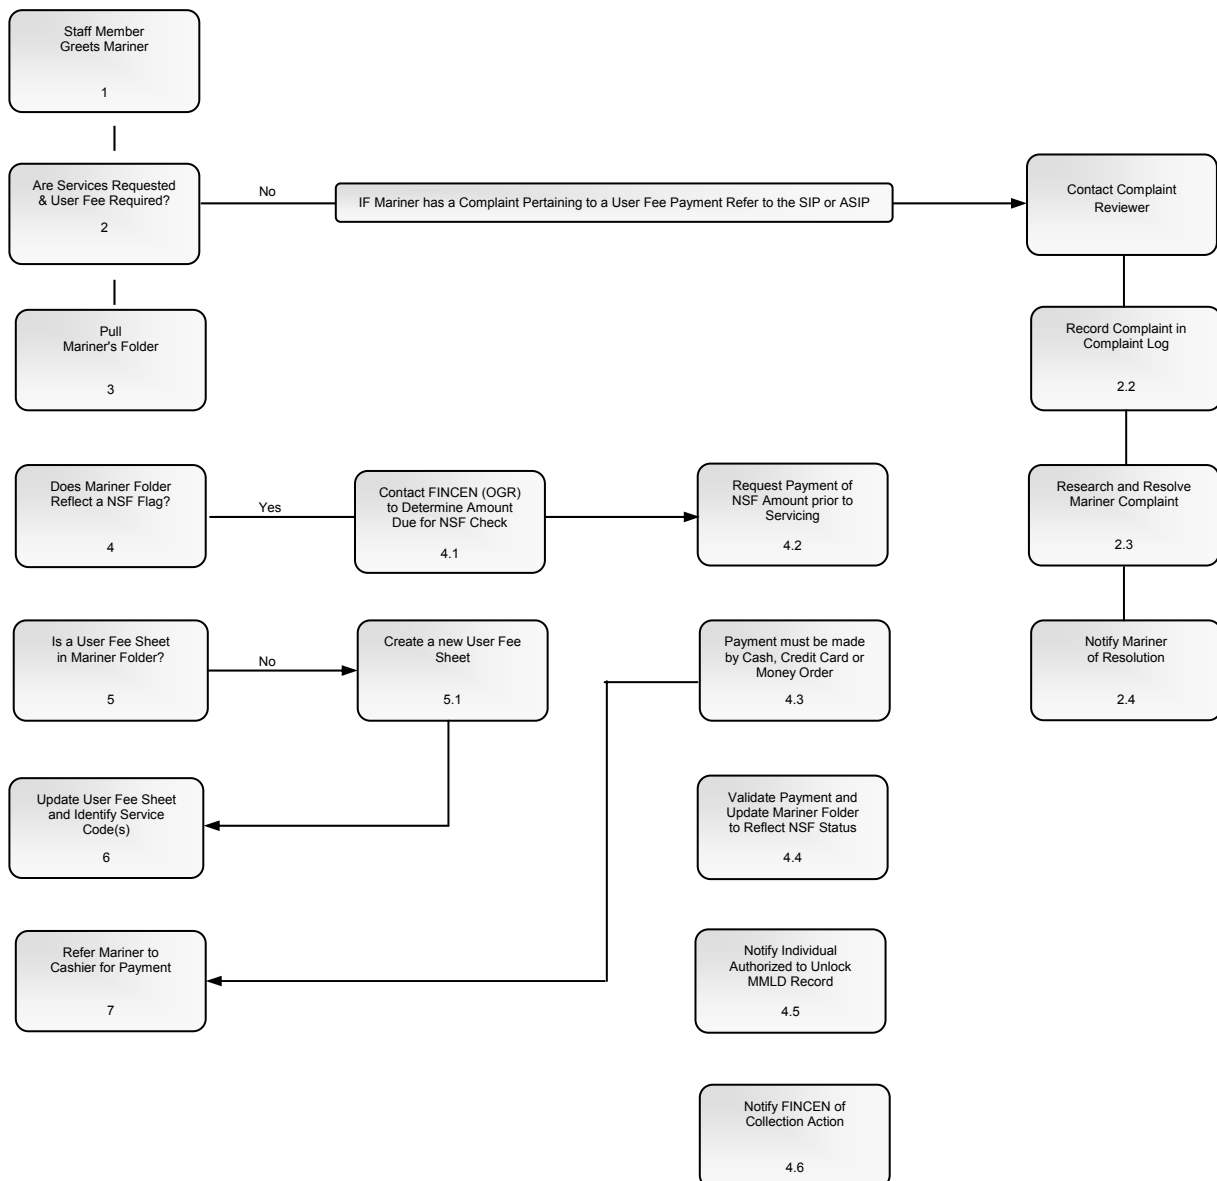 Staff Member
Greets Mariner
1
Are Services Requested
& User Fee Required?
2
No
IF Mariner has a Complaint Pertaining to a User Fee Payment Refer to the SIP or ASIP
Contact Complaint
Reviewer
Pull
Mariner's Folder
3
Record Complaint in
Complaint Log
2.2
Does Mariner Folder
Reflect a NSF Flag?
4
Yes
Contact FINCEN (OGR)
to Determine Amount
Due for NSF Check
4.1
Request Payment of
NSF Amount prior to
Servicing
4.2
Research and Resolve
Mariner Complaint
2.3
Is a User Fee Sheet
in Mariner Folder?
5
No
Create a new User Fee
Sheet
5.1
Payment must be made
by Cash, Credit Card or
Money Order
4.3
Notify Mariner
of Resolution
2.4
Update User Fee Sheet
and Identify Service
Code(s)
6
Validate Payment and
Update Mariner Folder
to Reflect NSF Status
4.4
Refer Mariner to
Cashier for Payment
7
Notify Individual
Authorized to Unlock
MMLD Record
4.5
Notify FINCEN of
Collection Action
4.6